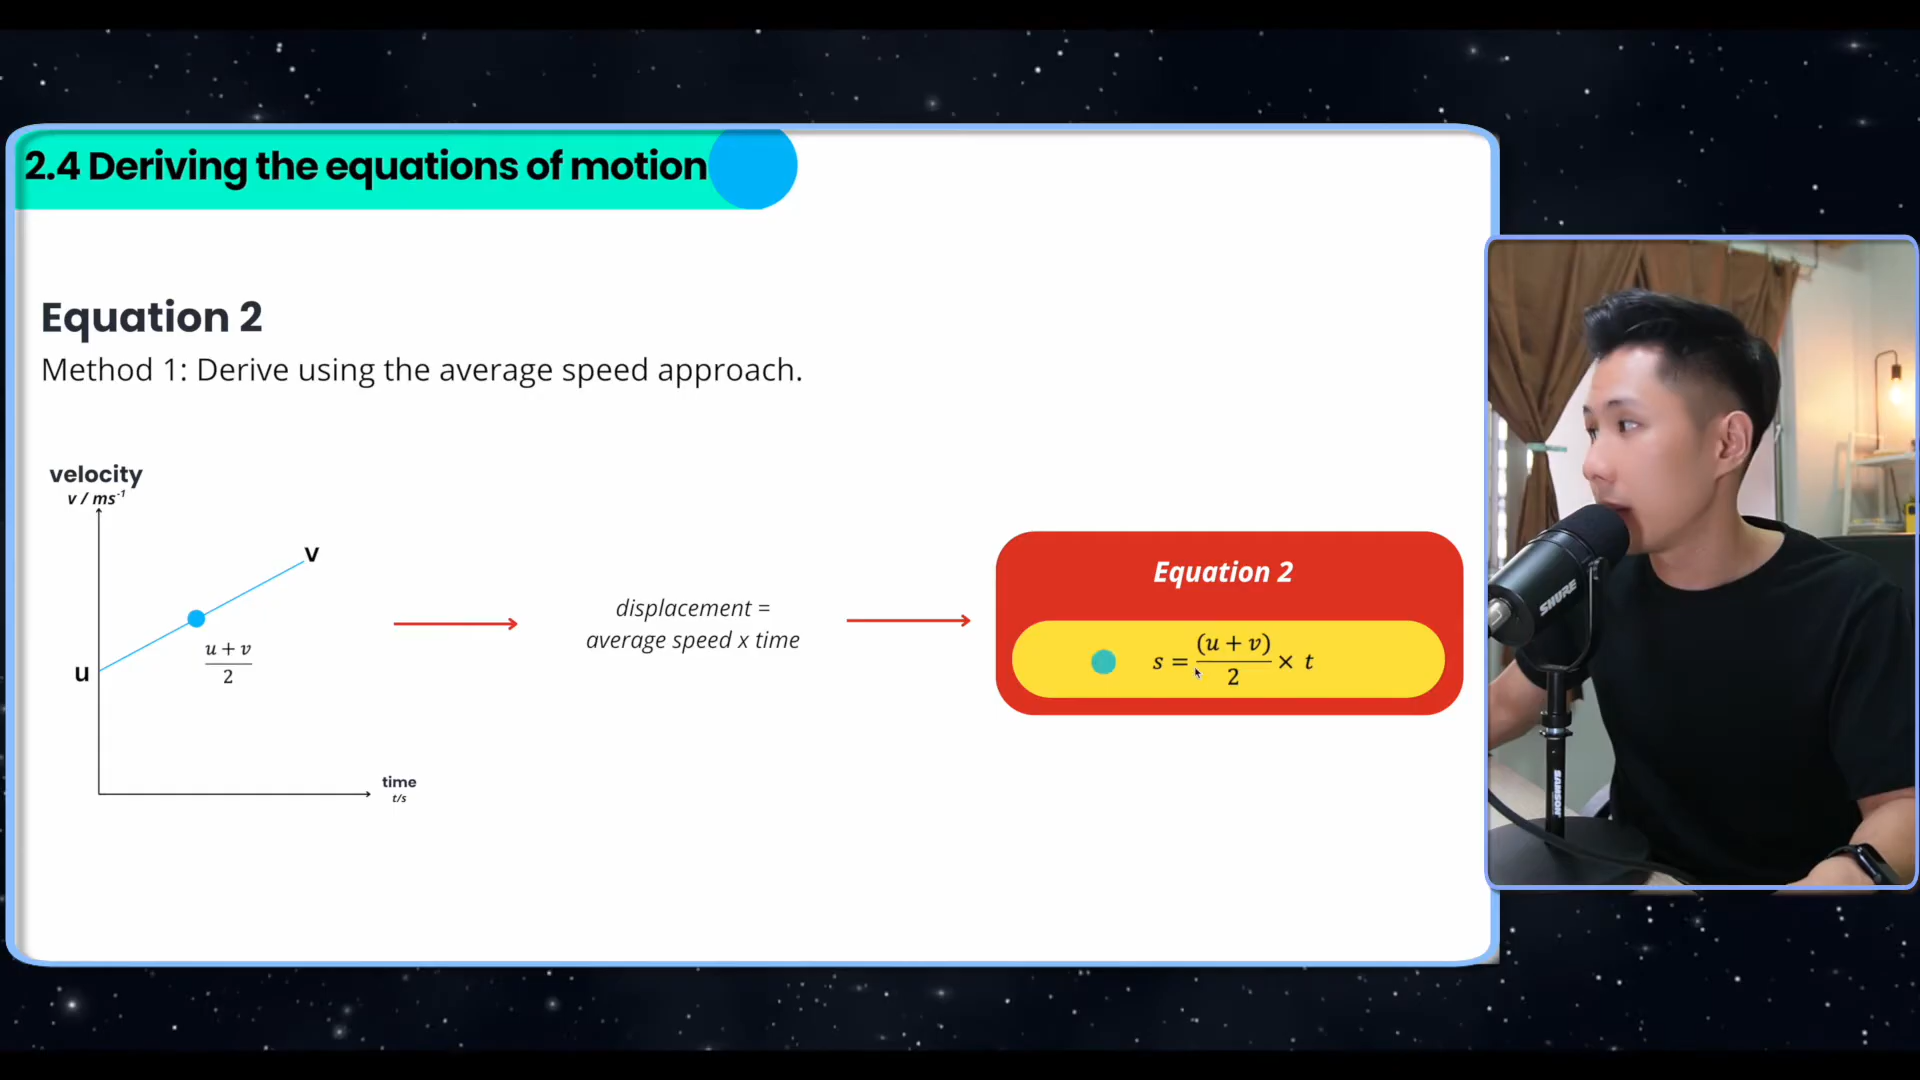 2.4 Deriving the equations of motion
Equation 2
Method 1: Derive using the average speed approach.
velocity
v / ms⁻¹
v
u
u + v
2
time
t/s
displacement =
average speed x time
Equation 2
s = (u + v) / 2 × t
SHURE
SAMSON